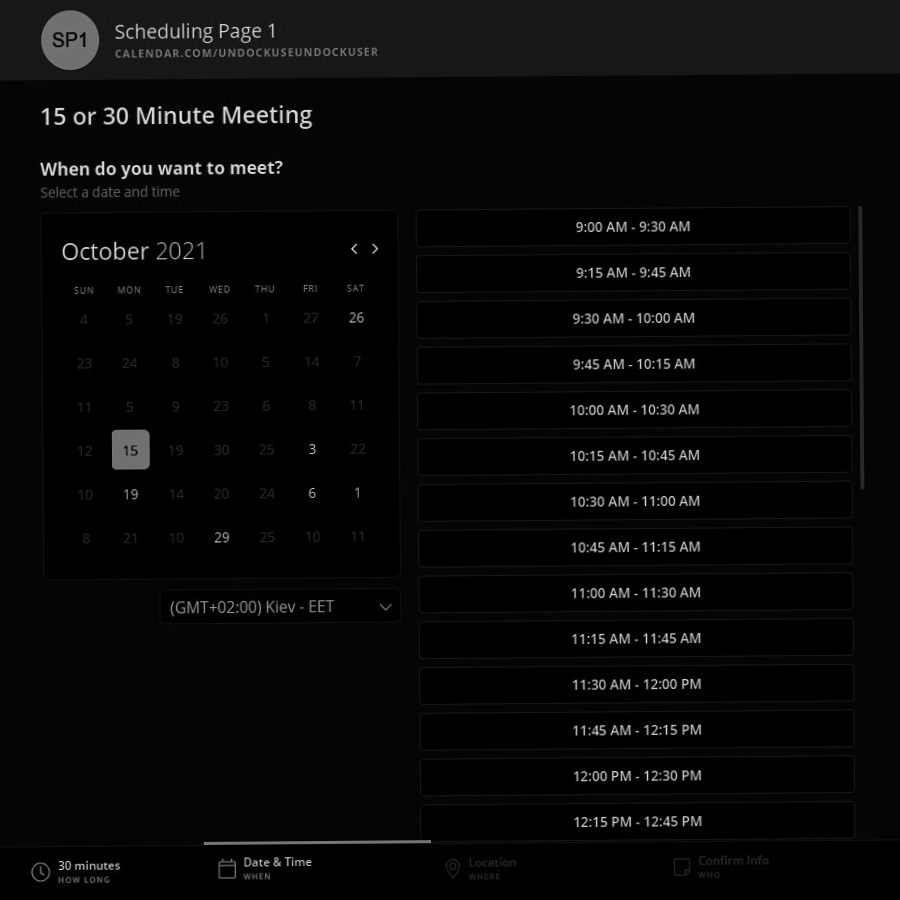 SP1
Scheduling Page 1
CALENDAR.COM/UNDOCKUSEUNDOCKUSER
15 or 30 Minute Meeting
When do you want to meet?
Select a date and time
October 2021
SUN MON TUE WED THU FRI SAT
4 5 19 26 1 27 26
23 24 8 10 5 14 7
11 5 9 23 6 8 11
12 15 19 30 25 3 22
10 19 14 20 24 6 1
8 21 10 29 25 10 11
(GMT+02:00) Kiev - EET
9:00 AM - 9:30 AM
9:15 AM - 9:45 AM
9:30 AM - 10:00 AM
9:45 AM - 10:15 AM
10:00 AM - 10:30 AM
10:15 AM - 10:45 AM
10:30 AM - 11:00 AM
10:45 AM - 11:15 AM
11:00 AM - 11:30 AM
11:15 AM - 11:45 AM
11:30 AM - 12:00 PM
11:45 AM - 12:15 PM
12:00 PM - 12:30 PM
12:15 PM - 12:45 PM
30 minutes
HOW LONG
Date & Time
WHEN
Location
WHERE
Confirm Info
WHO